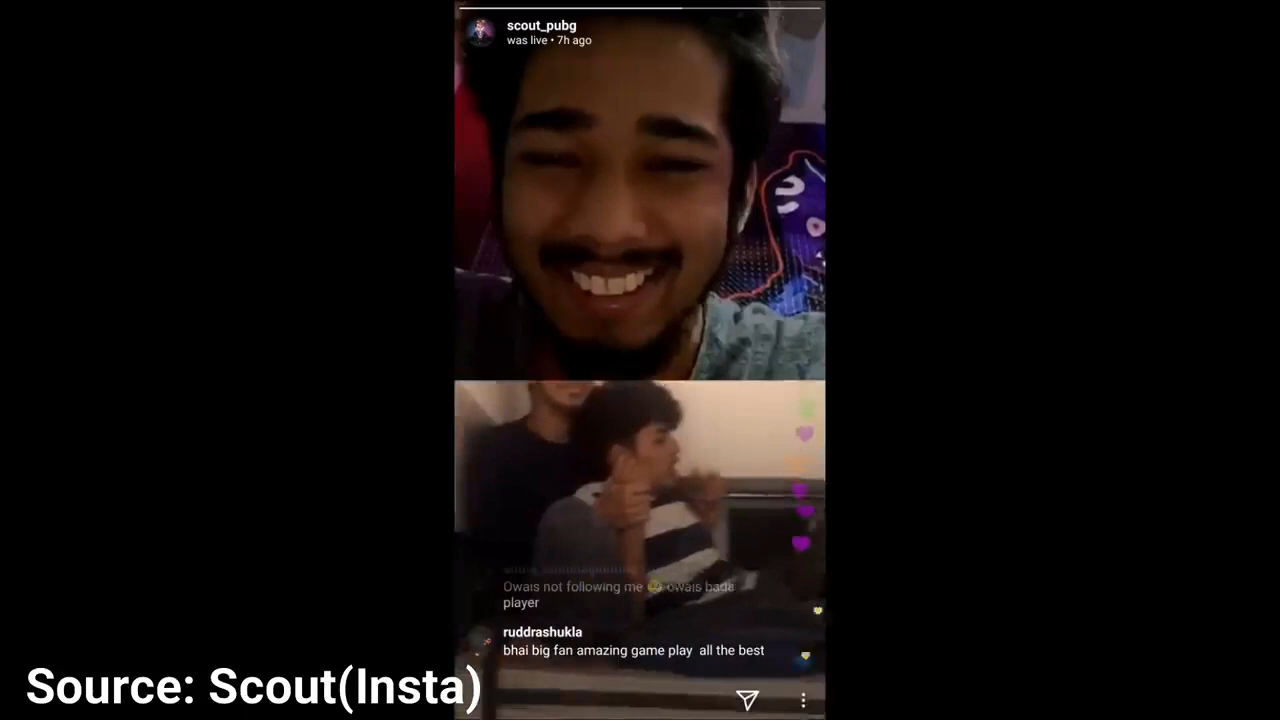 scout_pubg
was live • 7h ago
Owais not following me 😂 owais bada
player
ruddrashukla
bhai big fan amazing game play all the best
Source: Scout(Insta)